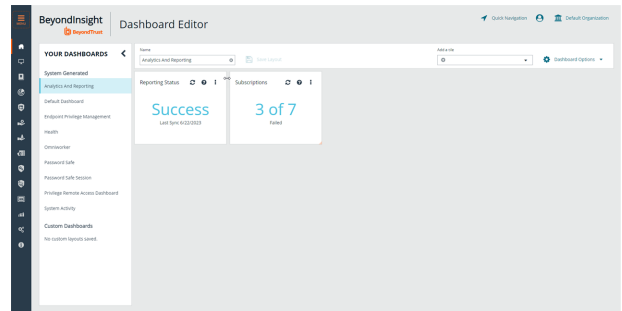 MENU
BeyondInsight
BeyondTrust
Dashboard Editor
Quick Navigation
Default Organization
YOUR DASHBOARDS
System Generated
Analytics And Reporting
Default Dashboard
Endpoint Privilege Management
Health
Omniworker
Password Safe
Password Safe Session
Privilege Remote Access Dashboard
System Activity
Custom Dashboards
No custom layouts saved.
Name
Analytics And Reporting
Add a tile
Dashboard Options
Reporting Status
Success
Last Sync 6/22/2023
Subscriptions
3 of 7
Failed